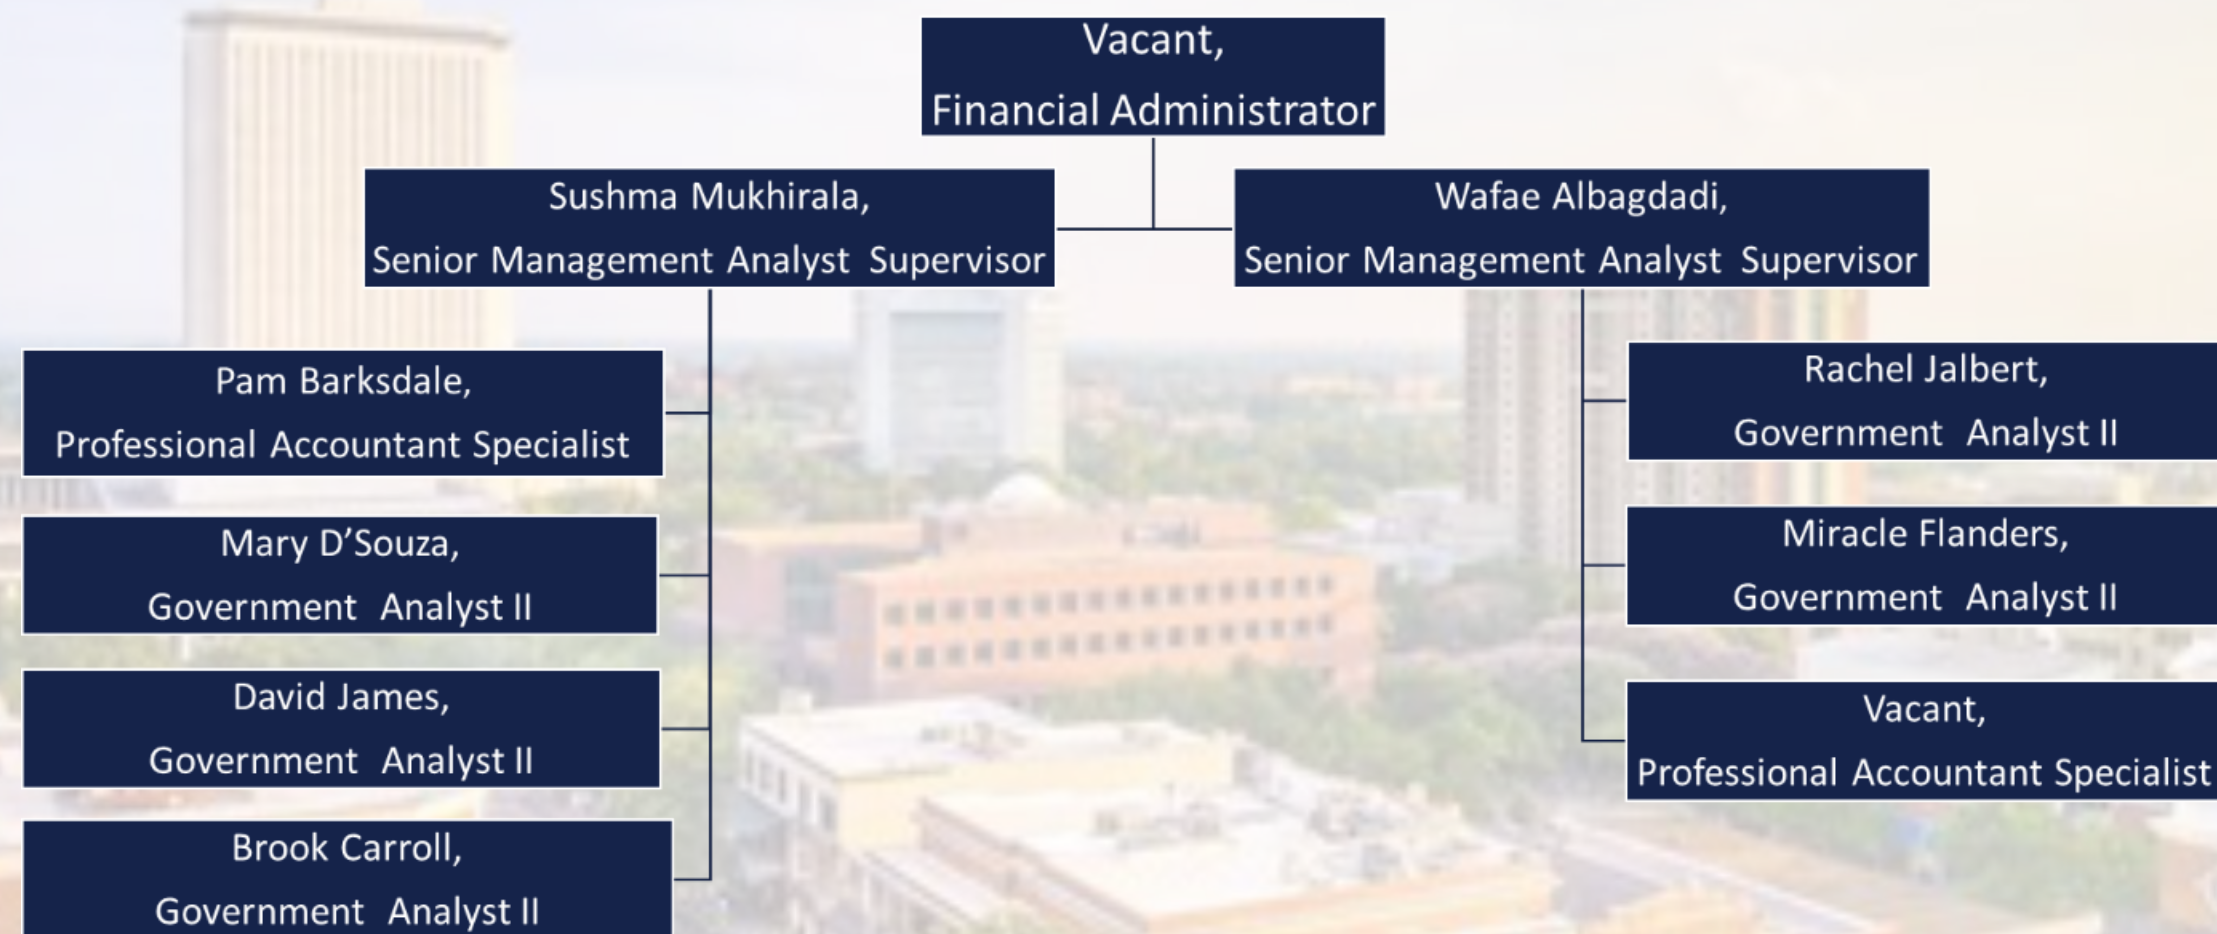 Vacant,
Financial Administrator
Sushma Mukhirala,
Senior Management Analyst Supervisor
Wafae Albagdadi,
Senior Management Analyst Supervisor
Pam Barksdale,
Professional Accountant Specialist
Mary D’Souza,
Government Analyst II
David James,
Government Analyst II
Brook Carroll,
Government Analyst II
Rachel Jalbert,
Government Analyst II
Miracle Flanders,
Government Analyst II
Vacant,
Professional Accountant Specialist